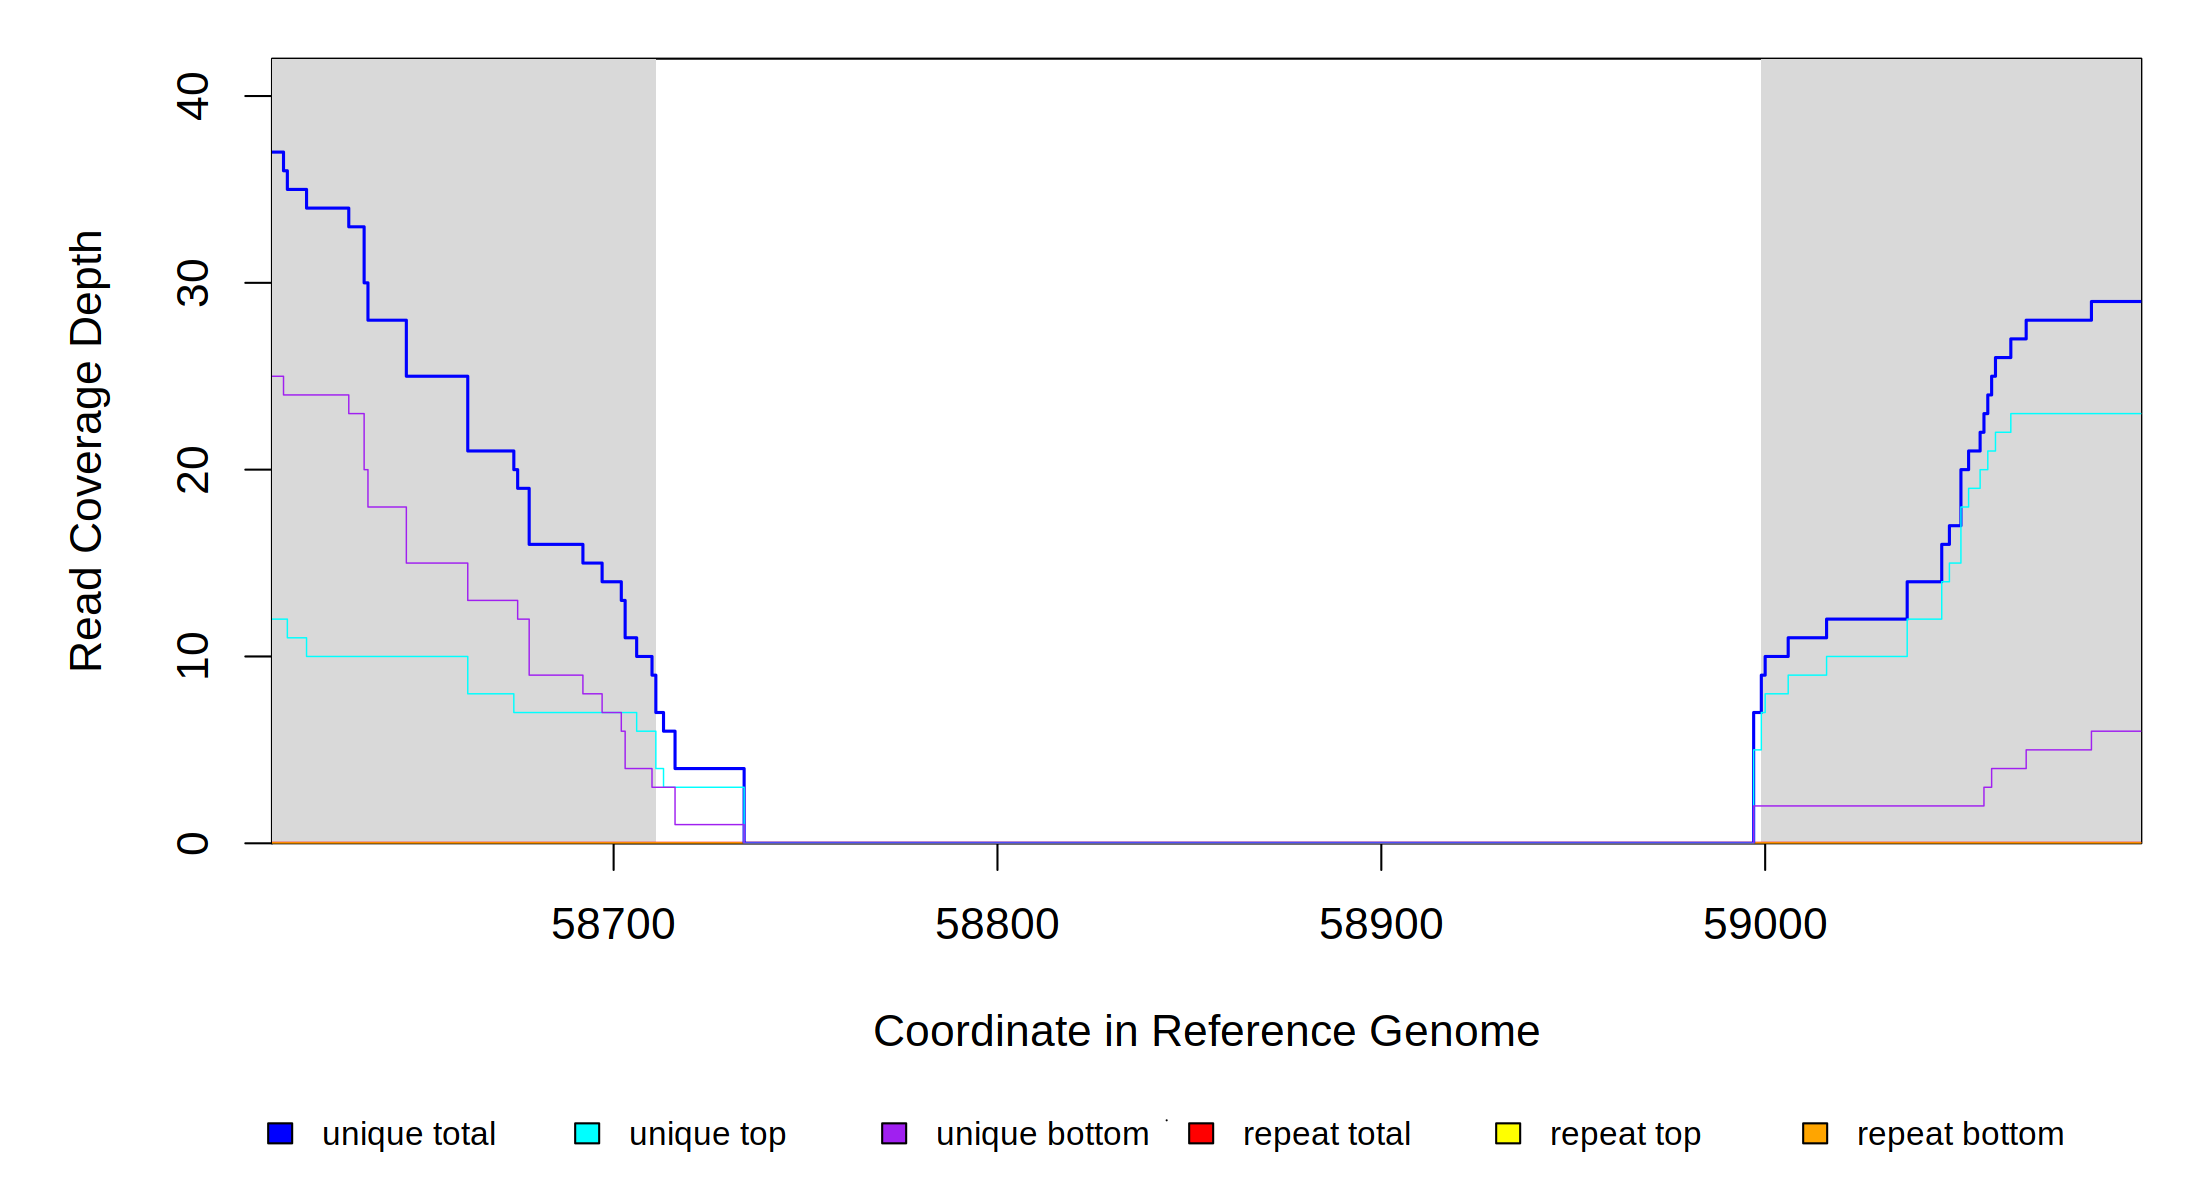 40
30
20
10
0
Read Coverage Depth
58700 58800 58900 59000
Coordinate in Reference Genome
unique total unique top unique bottom repeat total repeat top repeat bottom